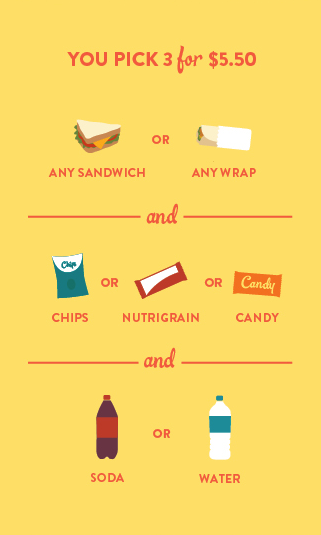 YOU PICK 3 for $5.50
OR
ANY SANDWICH ANY WRAP
and
Chip OR OR Candy
CHIPS NUTRIGRAIN CANDY
and
OR
SODA WATER